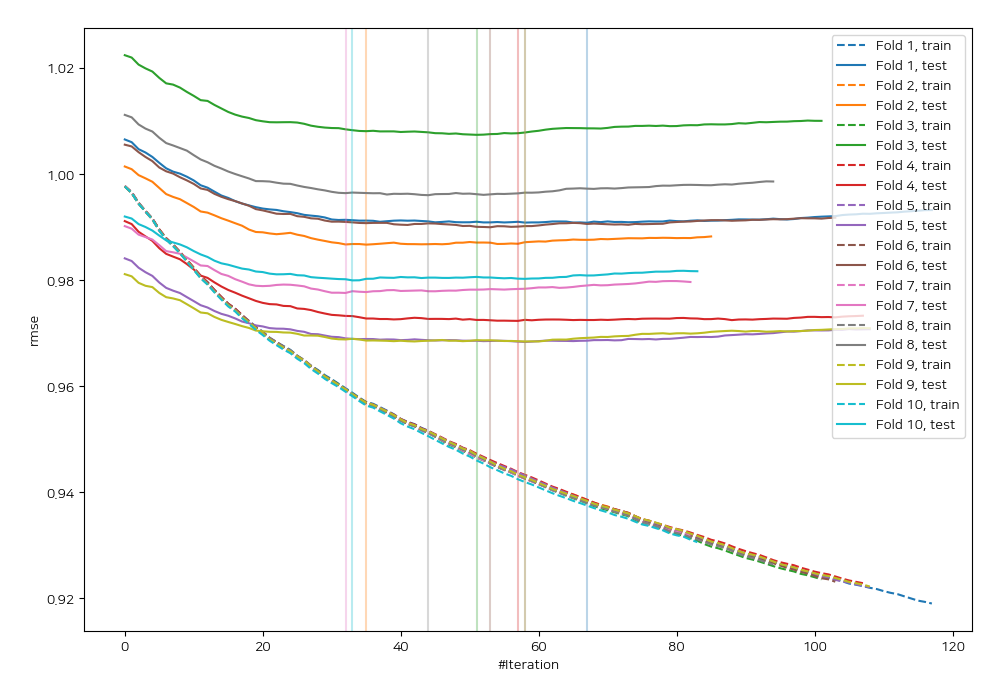 1.02
1.00
0.98
0.96
0.94
0.92
rmse
0
20
40
60
80
100
120
#Iteration
Fold 1, train
Fold 1, test
Fold 2, train
Fold 2, test
Fold 3, train
Fold 3, test
Fold 4, train
Fold 4, test
Fold 5, train
Fold 5, test
Fold 6, train
Fold 6, test
Fold 7, train
Fold 7, test
Fold 8, train
Fold 8, test
Fold 9, train
Fold 9, test
Fold 10, train
Fold 10, test